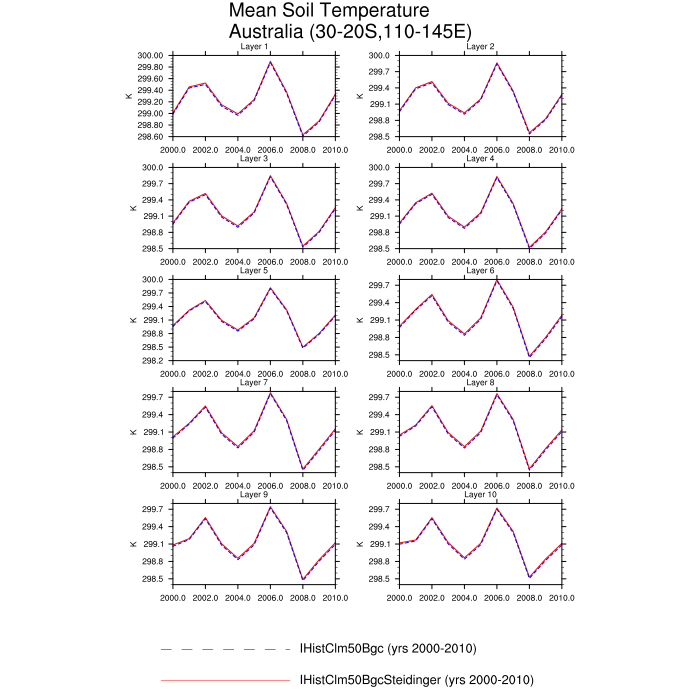 Mean Soil Temperature
Australia (30-20S,110-145E)
Layer 1
300.00
299.80
299.60
299.40
299.20
299.00
298.80
298.60
K
2000.0 2002.0 2004.0 2006.0 2008.0 2010.0
Layer 2
300.0
299.7
299.4
299.1
298.8
298.5
K
2000.0 2002.0 2004.0 2006.0 2008.0 2010.0
Layer 3
300.0
299.7
299.4
299.1
298.8
298.5
K
2000.0 2002.0 2004.0 2006.0 2008.0 2010.0
Layer 4
300.0
299.7
299.4
299.1
298.8
298.5
K
2000.0 2002.0 2004.0 2006.0 2008.0 2010.0
Layer 5
300.0
299.7
299.4
299.1
298.8
298.5
298.2
K
2000.0 2002.0 2004.0 2006.0 2008.0 2010.0
Layer 6
299.7
299.4
299.1
298.8
298.5
K
2000.0 2002.0 2004.0 2006.0 2008.0 2010.0
Layer 7
299.7
299.4
299.1
298.8
298.5
K
2000.0 2002.0 2004.0 2006.0 2008.0 2010.0
Layer 8
299.7
299.4
299.1
298.8
298.5
K
2000.0 2002.0 2004.0 2006.0 2008.0 2010.0
Layer 9
299.7
299.4
299.1
298.8
298.5
K
2000.0 2002.0 2004.0 2006.0 2008.0 2010.0
Layer 10
299.7
299.4
299.1
298.8
298.5
K
2000.0 2002.0 2004.0 2006.0 2008.0 2010.0
IHistClm50Bgc (yrs 2000-2010)
IHistClm50BgcSteidinger (yrs 2000-2010)